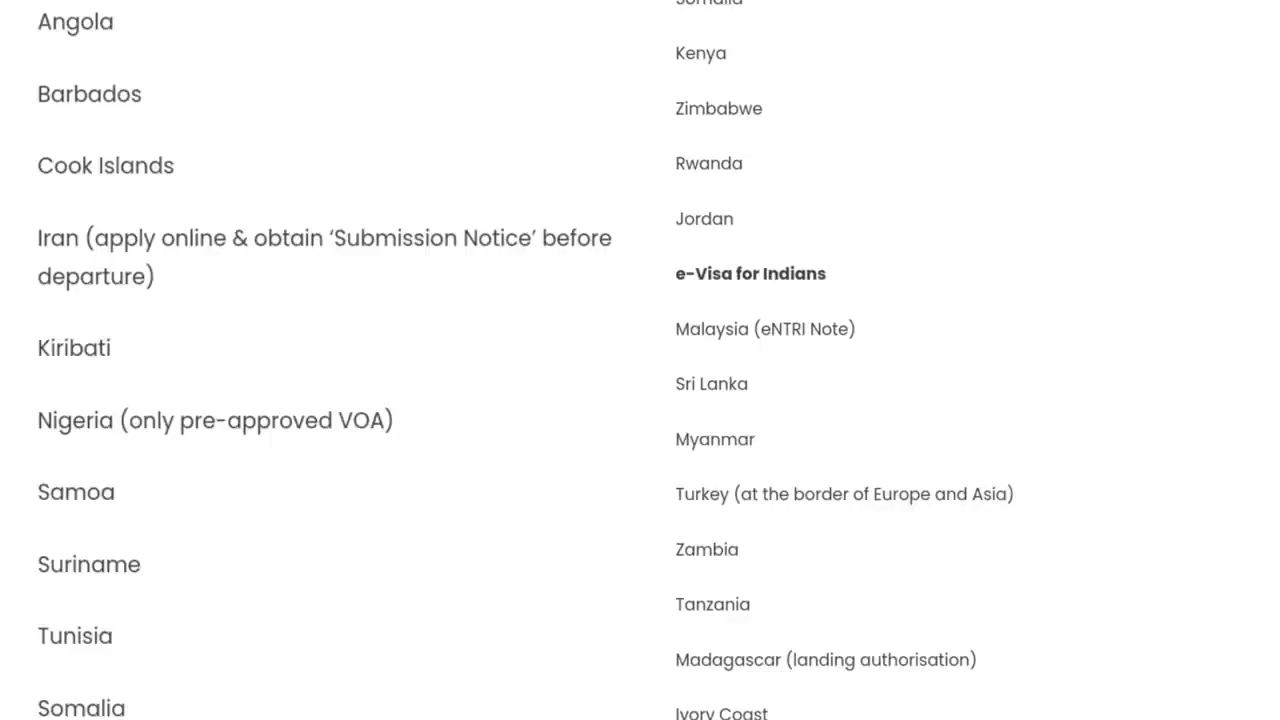 Angola
Barbados
Cook Islands
Iran (apply online & obtain ‘Submission Notice’ before
departure)
Kiribati
Nigeria (only pre-approved VOA)
Samoa
Suriname
Tunisia
Somalia
Somalia
Kenya
Zimbabwe
Rwanda
Jordan
e-Visa for Indians
Malaysia (eNTRI Note)
Sri Lanka
Myanmar
Turkey (at the border of Europe and Asia)
Zambia
Tanzania
Madagascar (landing authorisation)
Ivory Coast